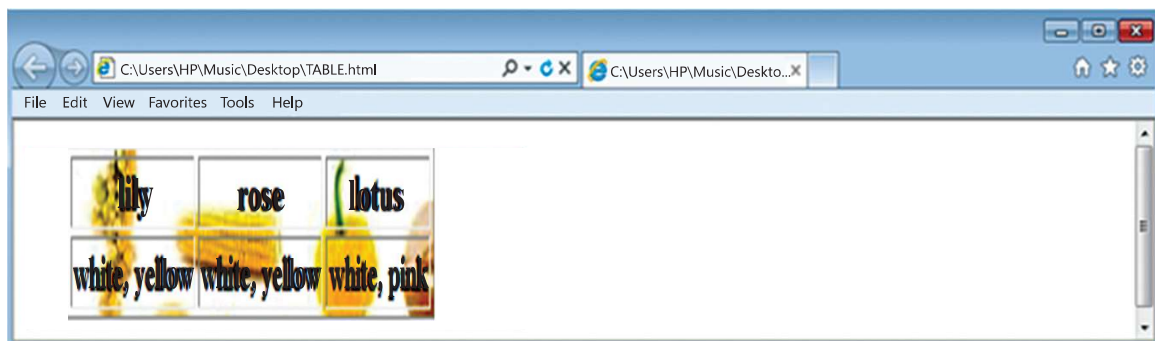 C:\Users\HP\Music\Desktop\TABLE.html C:\Users\HP\Music\Deskto...X
File Edit View Favorites Tools Help
lily rose llotus
white, yellow white, yellow white, pink